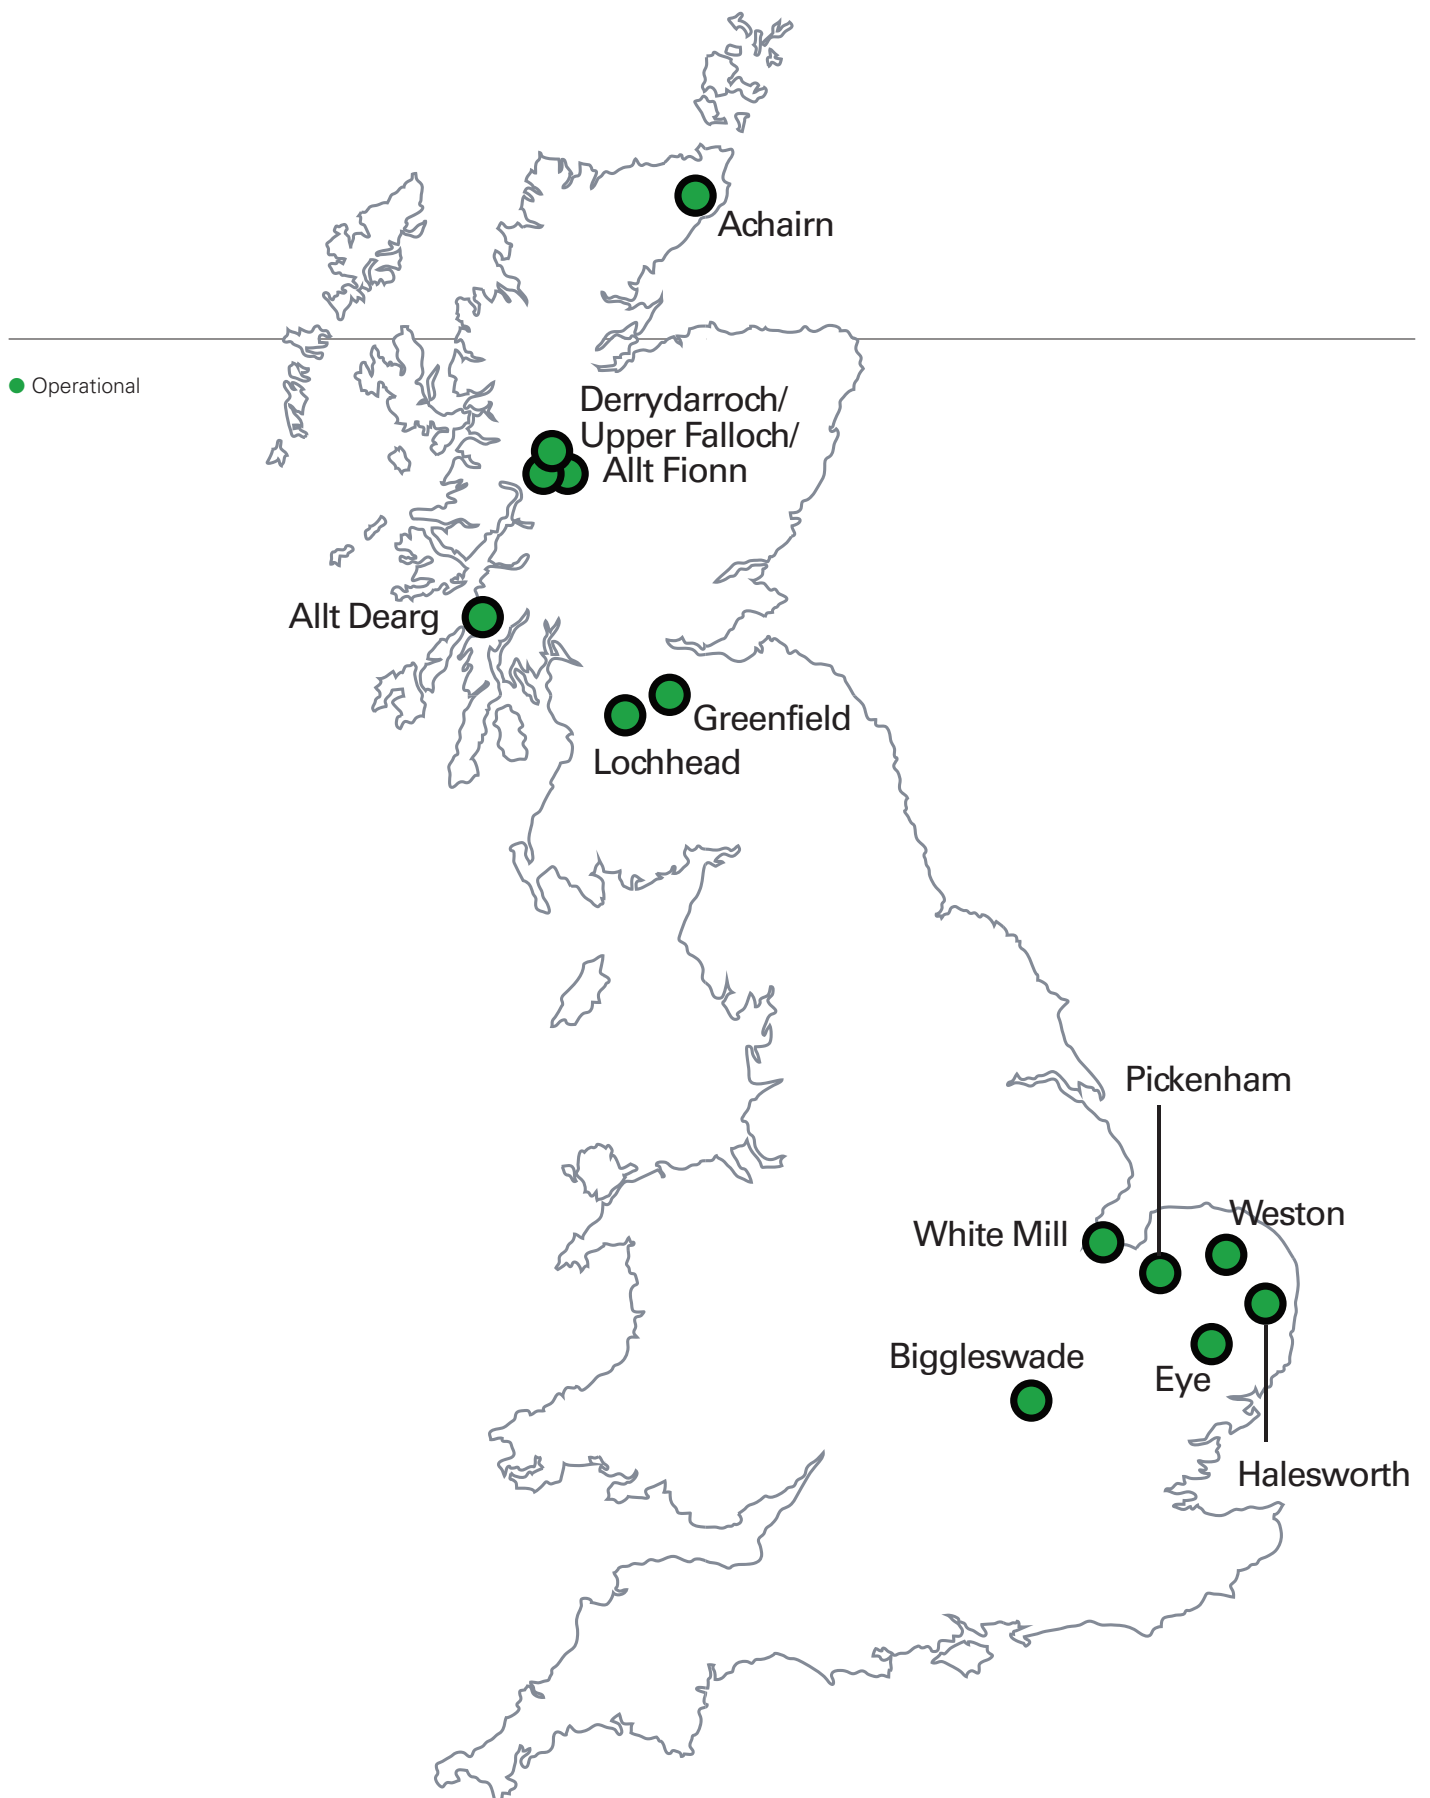 Achairn
Operational
Derrydarroch/
Upper Falloch/
Allt Fionn
Allt Dearg
Greenfield
Lochhead
Pickenham
Weston
White Mill
Biggleswade
Eye
Halesworth